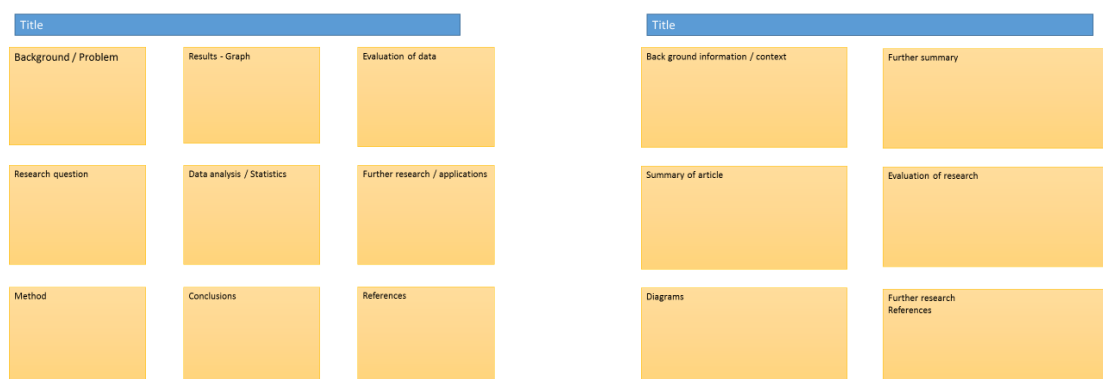 Title
Background / Problem
Research question
Method
Results - Graph
Data analysis / Statistics
Conclusions
Evaluation of data
Further research / applications
References
Title
Back ground information / context
Summary of article
Diagrams
Further summary
Evaluation of research
Further research
References